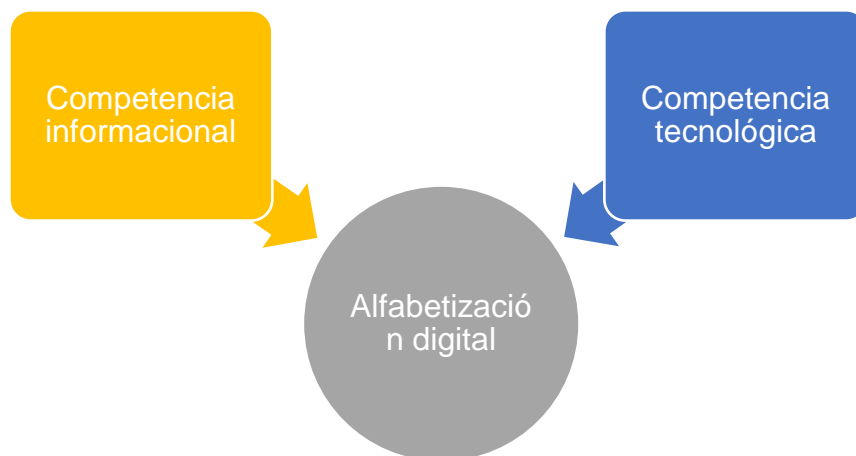 Competencia
informacional
Competencia
tecnológica
Alfabetizació
n digital